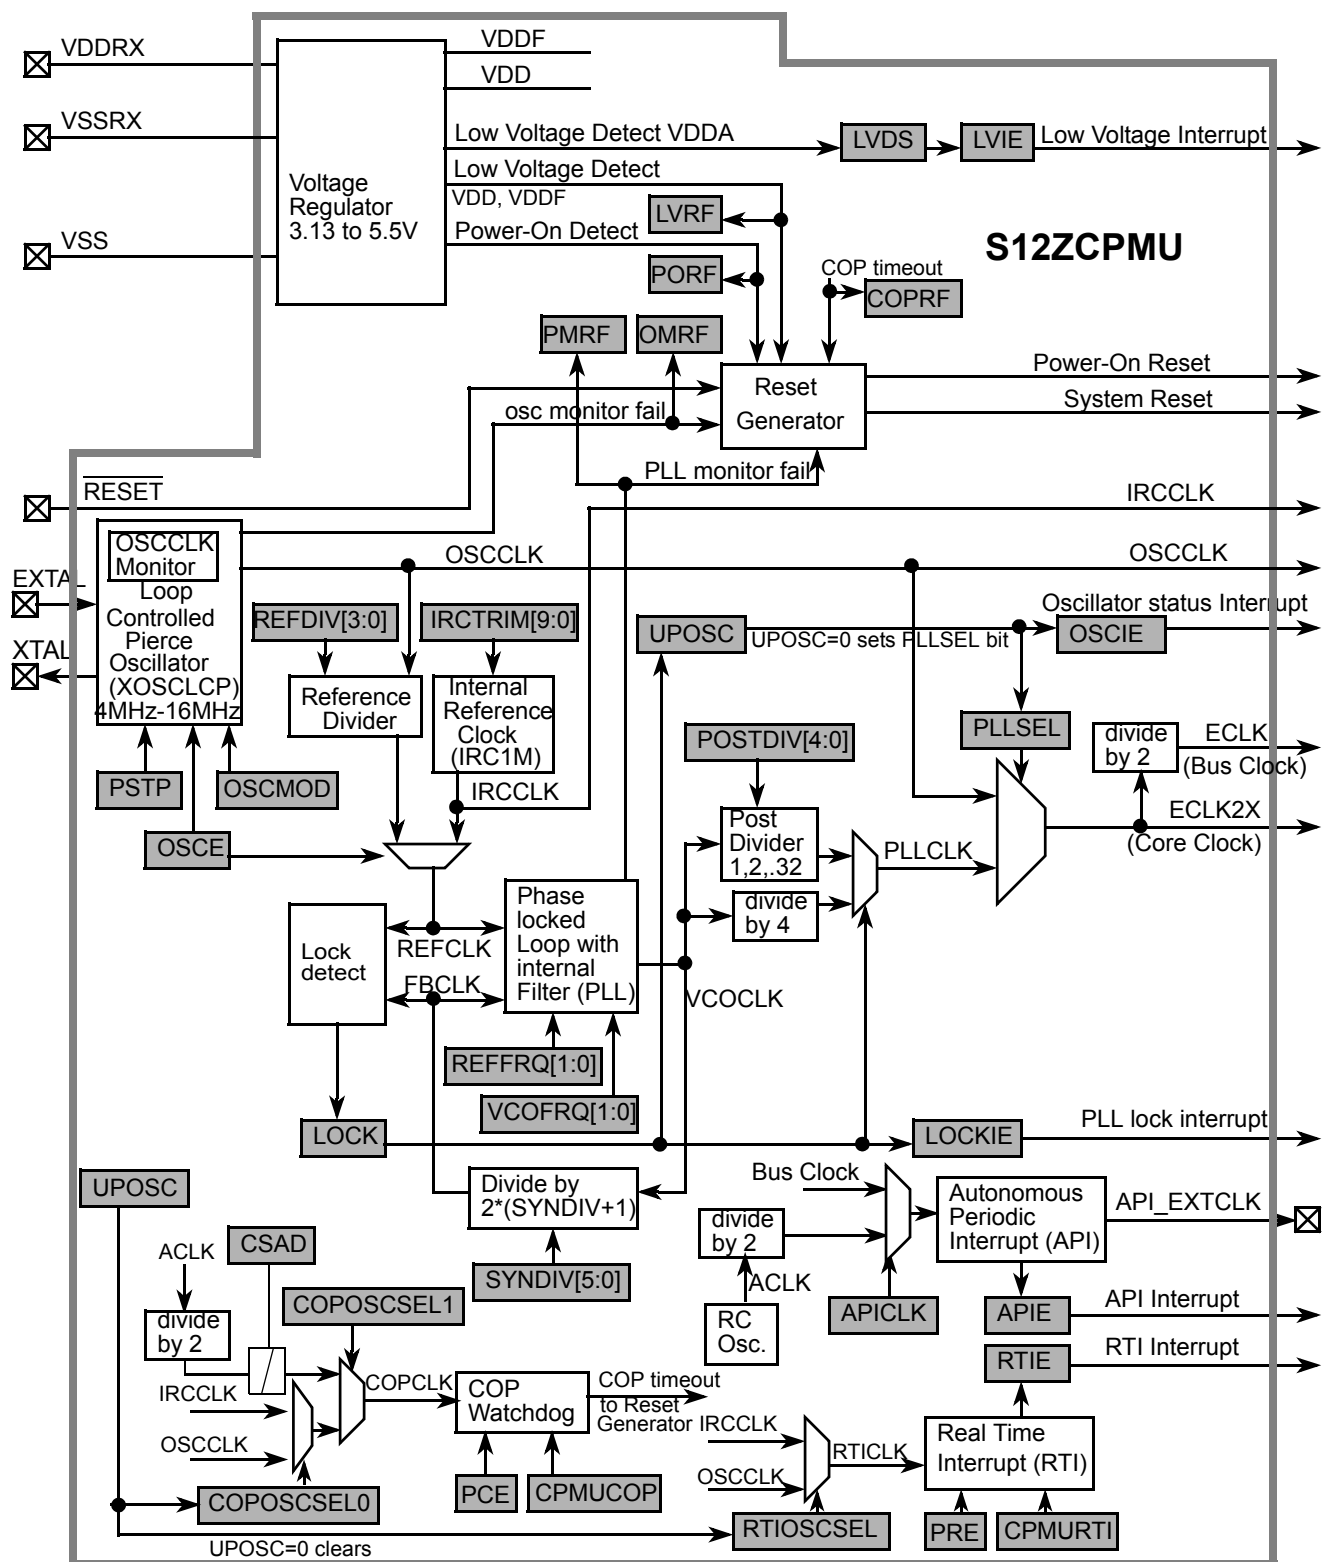 VDDRX
VDDF
VDD
VSSRX
Low Voltage Detect VDDA
LVDS
LVIE
Low Voltage Interrupt
Voltage
Regulator
3.13 to 5.5V
Low Voltage Detect
VDD, VDDF
LVRF
VSS
Power-On Detect
S12ZCPMU
PORF
COP timeout
COPRF
PMRF
OMRF
Reset
Generator
Power-On Reset
System Reset
osc monitor fail
PLL monitor fail
RESET
IRCCLK
OSCCLK
Monitor
OSCCLK
OSCCLK
EXTAL
Loop
Controlled
Pierce
Oscillator
(XOSCLCP)
4MHz-16MHz
XTAL
REFDIV[3:0]
IRCTRIM[9:0]
UPOSC
UPOSC=0 sets PLLSEL bit
Oscillator status Interrupt
OSCIE
Reference
Divider
Internal
Reference
Clock
(IRC1M)
POSTDIV[4:0]
PLLSEL
divide
by 2
ECLK
(Bus Clock)
PSTP
OSCMOD
IRCCLK
OSCE
Post
Divider
1,2,.32
PLLCLK
ECLK2X
(Core Clock)
divide
by 4
Lock
detect
REFCLK
FBCLK
Phase
locked
Loop with
internal
Filter (PLL)
VCOCLK
REFFRQ[1:0]
VCOFRQ[1:0]
LOCK
LOCKIE
PLL lock interrupt
UPOSC
Divide by
2*(SYNDIV+1)
Bus Clock
Autonomous
Periodic
Interrupt (API)
API_EXTCLK
divide
by 2
ACLK
CSAD
ACLK
SYNDIV[5:0]
RC
Osc.
APICLK
APIE
API Interrupt
divide
by 2
COPOSCSEL1
RTIE
RTI Interrupt
IRCCLK
OSCCLK
COPCLK
COP
Watchdog
COP timeout
to Reset
Generator
IRCCLK
OSCCLK
RTICLK
Real Time
Interrupt (RTI)
COPOSCSEL0
PCE
CPMUCOP
RTIOSCSEL
PRE
CPMURTI
UPOSC=0 clears